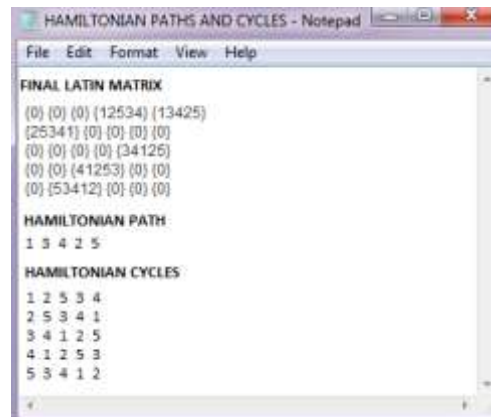 HAMILTONIAN PATHS AND CYCLES - Notepad
File Edit Format View Help
FINAL LATIN MATRIX
{0} {0} {0} {12534} {13425}
{25341} {0} {0} {0} {0}
{0} {0} {0} {0} {34125}
{0} {0} {41253} {0} {0}
{0} {53412} {0} {0} {0}
HAMILTONIAN PATH
1 3 4 2 5
HAMILTONIAN CYCLES
1 2 5 3 4
2 5 3 4 1
3 4 1 2 5
4 1 2 5 3
5 3 4 1 2